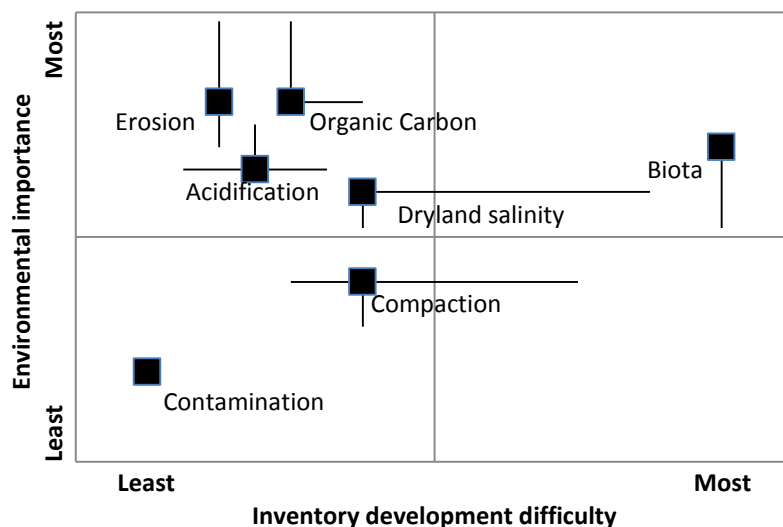 Most
Environmental importance
Least
Erosion
Organic Carbon
Acidification
Biota
Dryland salinity
Compaction
Contamination
Least
Most
Inventory development difficulty